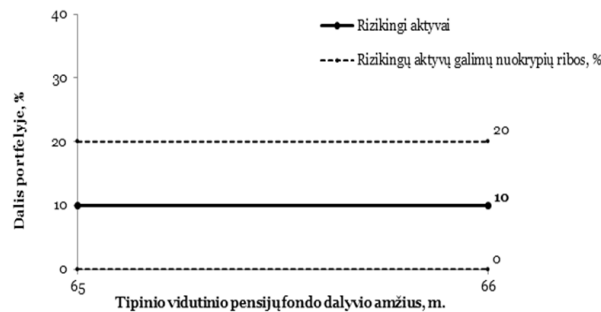 40
30
20
10
0
Dalis portfelyje, %
Rizikingi aktyvai
Rizikingų aktyvų galimų nuokrypių ribos, %
20
10
0
65
66
Tipinio vidutinio pensijų fondo dalyvio amžius, m.